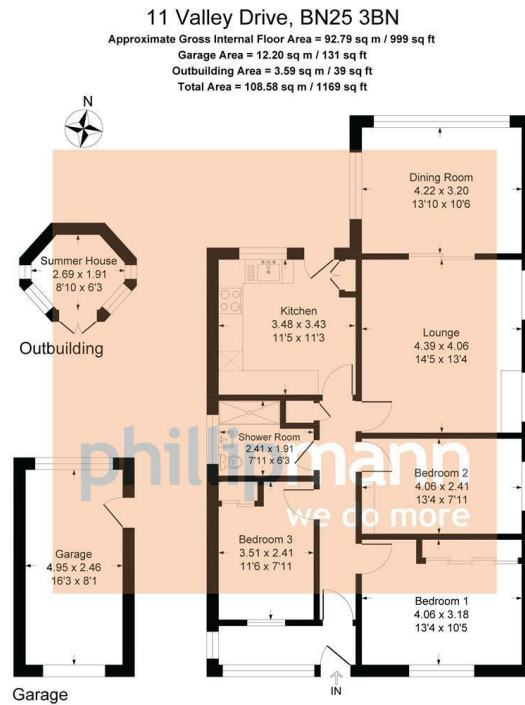 11 Valley Drive, BN25 3BN
Approximate Gross Internal Floor Area = 92.79 sq m / 999 sq ft
Garage Area = 12.20 sq m / 131 sq ft
Outbuilding Area = 3.59 sq m / 39 sq ft
Total Area = 108.58 sq m / 1169 sq ft
N
Dining Room
4.22 x 3.20
13'10 x 10'6
Summer House
2.69 x 1.91
8'10 x 6'3
Outbuilding
Kitchen
3.48 x 3.43
11'5 x 11'3
Lounge
4.39 x 4.06
14'5 x 13'4
Shower Room
2.41 x 1.91
7'11 x 6'3
phillipmann
we do more
Bedroom 2
4.06 x 2.41
13'4 x 7'11
Garage
4.95 x 2.46
16'3 x 8'1
Bedroom 3
3.51 x 2.41
11'6 x 7'11
Bedroom 1
4.06 x 3.18
13'4 x 10'5
IN
Garage